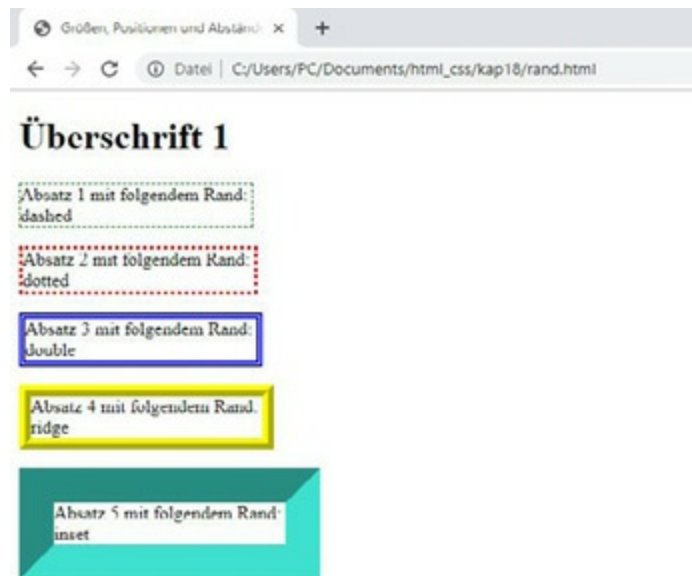 Größen, Positionen und Abständ
Datei | C:/Users/PC/Documents/html_css/kap18/rand.html
Überschrift 1
Absatz 1 mit folgendem Rand:
dashed
Absatz 2 mit folgendem Rand:
dotted
Absatz 3 mit folgendem Rand:
double
Absatz 4 mit folgendem Rand:
ridge
Absatz 5 mit folgendem Rand:
inset